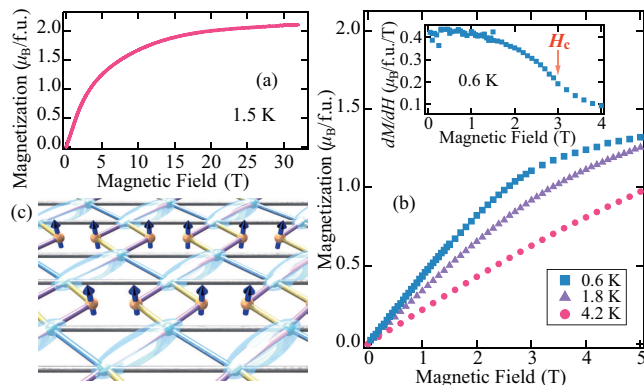 2.0
1.5
1.0
0.5
0.0
Magnetization (μB/f.u.)
(a)
1.5 K
0 5 10 15 20 25 30
Magnetic Field (T)
(c)
2.0
1.5
1.0
0.5
0.0
Magnetization (μB/f.u.)
0.4
0.3
0.2
0.1
dM/dH (μB/f.u./T)
Hc
0.6 K
0 1 2 3 4
Magnetic Field (T)
(b)
0.6 K
1.8 K
4.2 K
0 1 2 3 4 5
Magnetic Field (T)